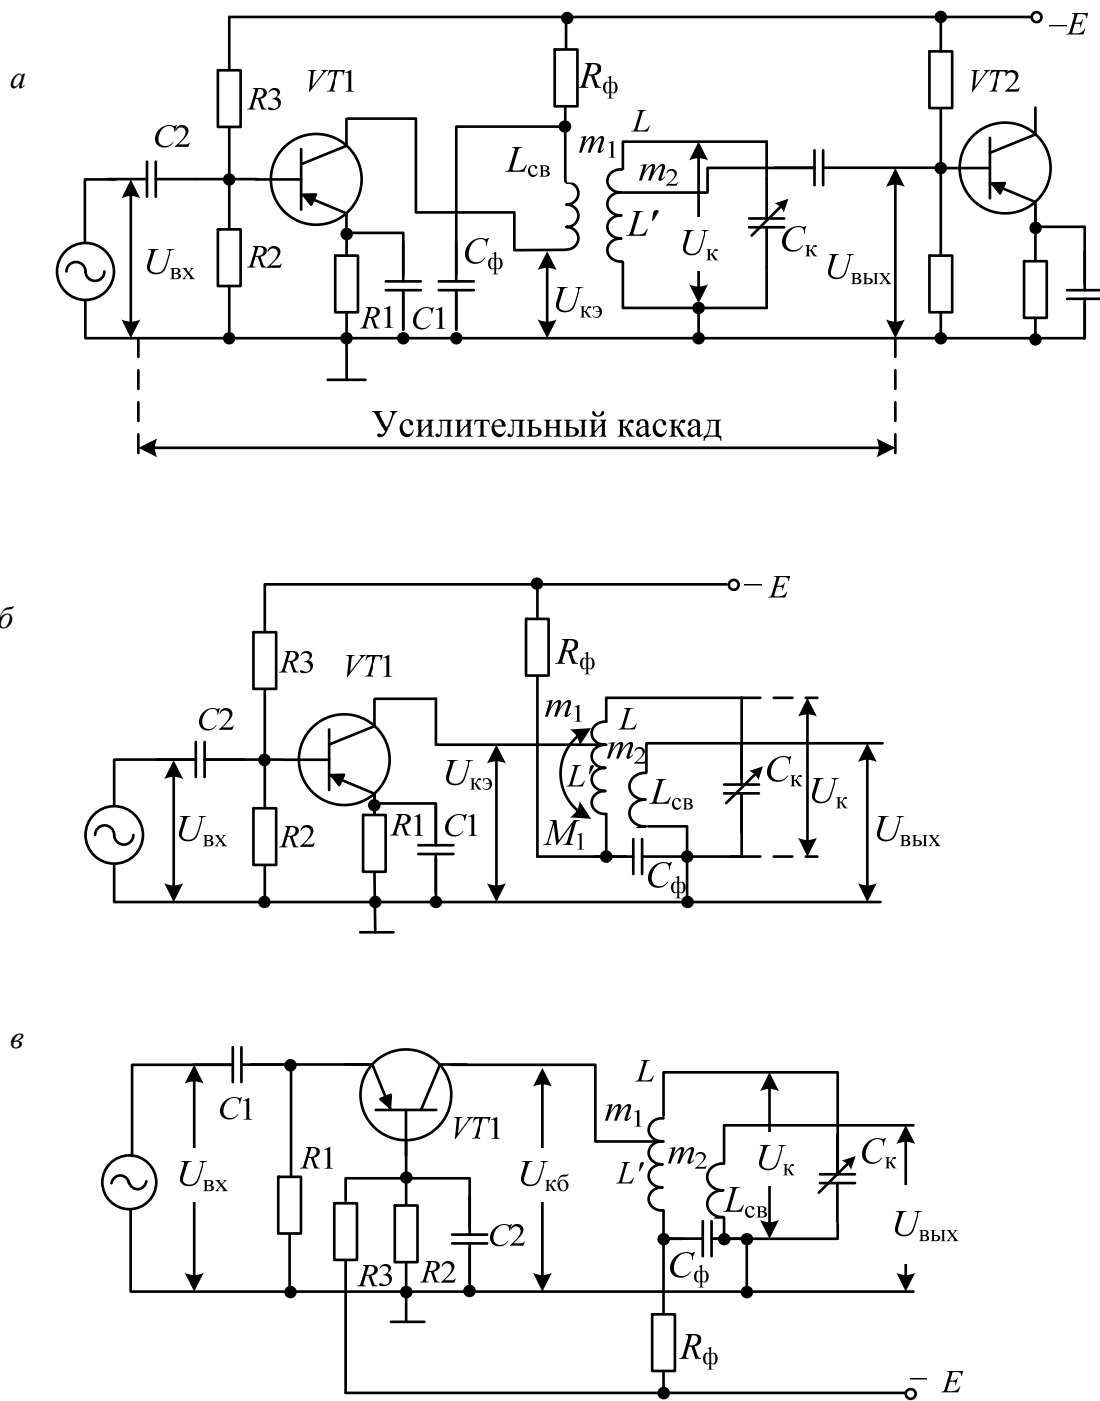 а
–E
R3
VT1
Rф
VT2
C2
Lсв
m1
L
m2
L′
Uвх
R2
R1
C1
Cф
Uкэ
Uк
Cк
Uвых
Усилительный каскад
б
– E
R3
VT1
Rф
C2
m1
L
m2
Uкэ
L′
Lсв
Cк
Uк
Uвх
R2
R1
C1
M1
Cф
Uвых
в
C1
VT1
L
m1
m2
L′
Lсв
Uк
Cк
Uвх
R1
Uкб
R3
R2
C2
Cф
Uвых
Rф
– E